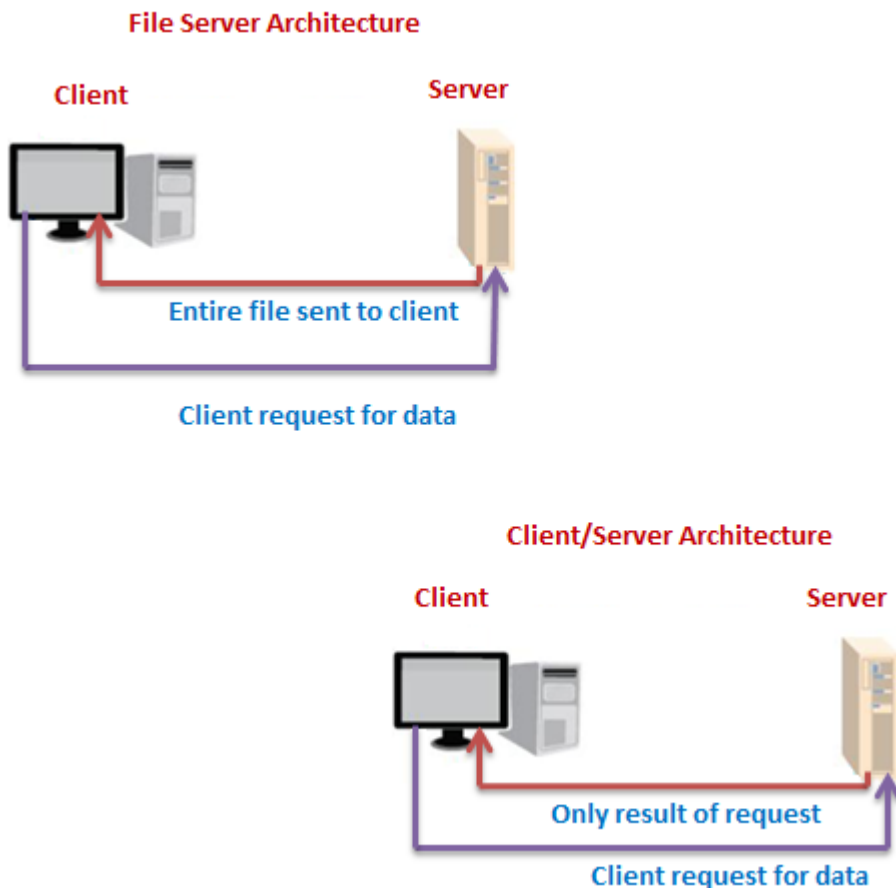 File Server Architecture
Client
Server
Entire file sent to client
Client request for data
Client/Server Architecture
Client
Server
Only result of request
Client request for data